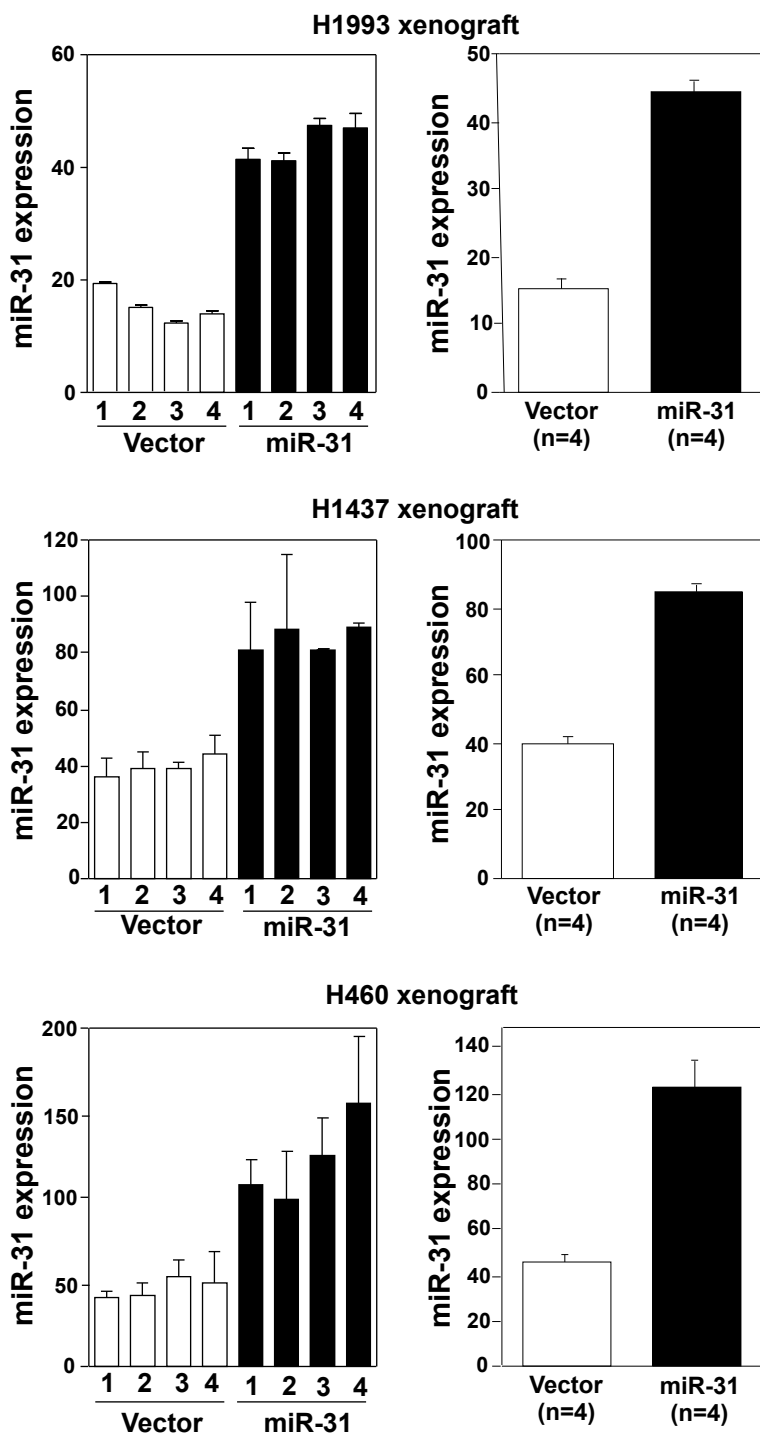 H1993 xenograft
miR-31 expression
60
40
20
0
1 2 3 4 1 2 3 4
Vector miR-31
miR-31 expression
50
40
30
20
10
0
Vector miR-31
(n=4) (n=4)
H1437 xenograft
miR-31 expression
120
100
80
60
40
20
0
1 2 3 4 1 2 3 4
Vector miR-31
miR-31 expression
100
80
60
40
20
0
Vector miR-31
(n=4) (n=4)
H460 xenograft
miR-31 expression
200
150
100
50
0
1 2 3 4 1 2 3 4
Vector miR-31
miR-31 expression
140
120
100
80
60
40
20
0
Vector miR-31
(n=4) (n=4)